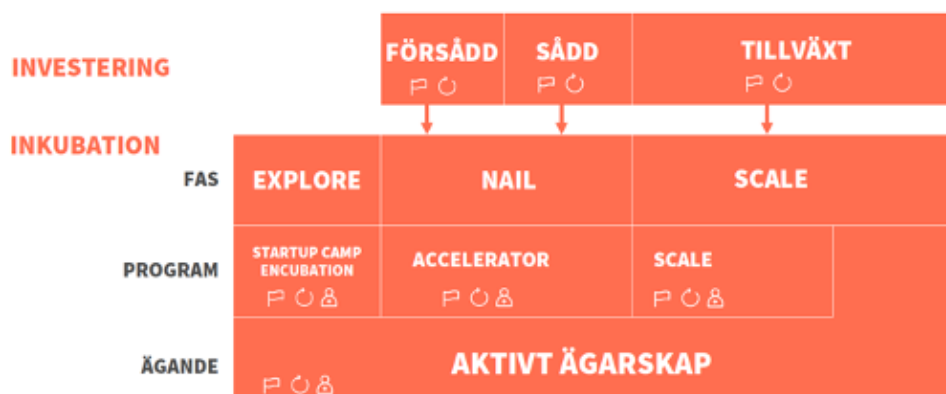 INVESTERING
FÖRSÅDD
SÅDD
TILLVÄXT
INKUBATION
FAS
EXPLORE
NAIL
SCALE
PROGRAM
STARTUP CAMP
ENCUBATION
ACCELERATOR
SCALE
ÄGANDE
AKTIVT ÄGARSKAP